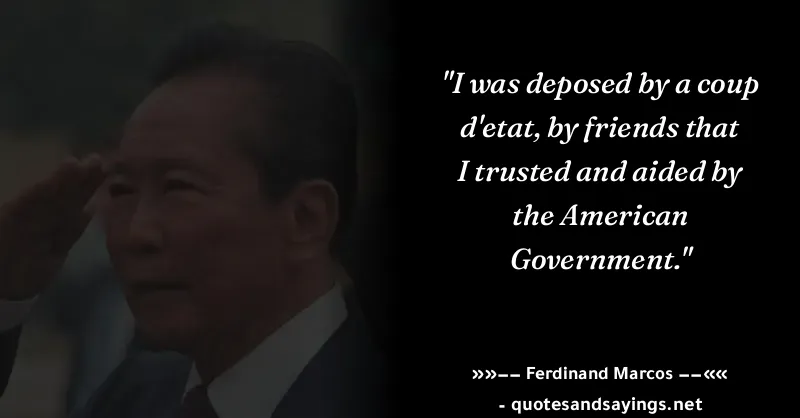 "I was deposed by a coup
d'etat, by friends that
I trusted and aided by
the American
Government."
»»−− Ferdinand Marcos −−««
- quotesandsayings.net